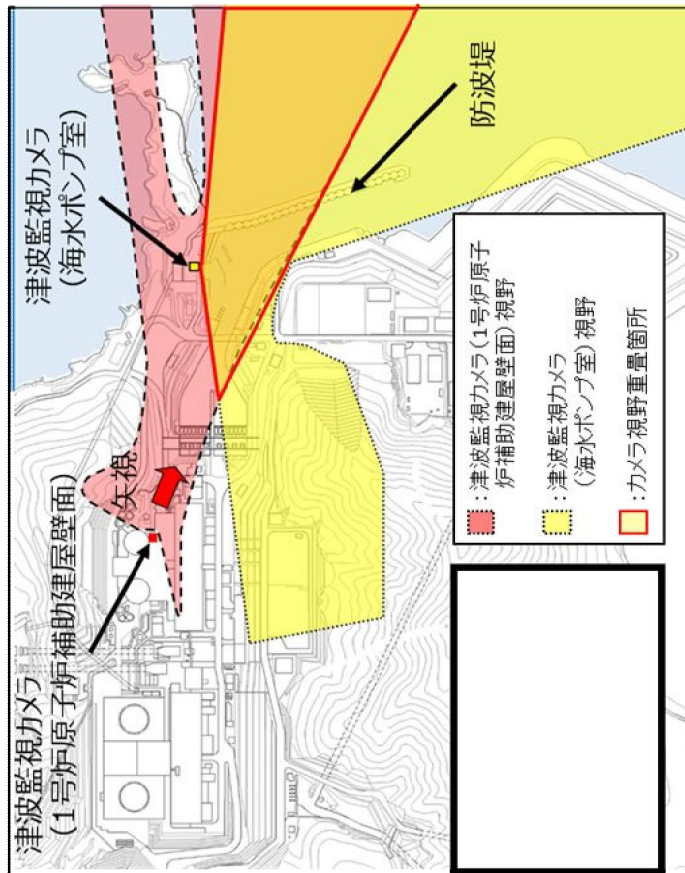 津波監視カメラ
(1号炉原子炉補助建屋壁面)
矢視
津波監視カメラ
(海水ポンプ室)
防波堤
:津波監視カメラ(1号炉原子
炉補助建屋壁面)視野
:津波監視カメラ
(海水ポンプ室)視野
:カメラ視野重畳箇所